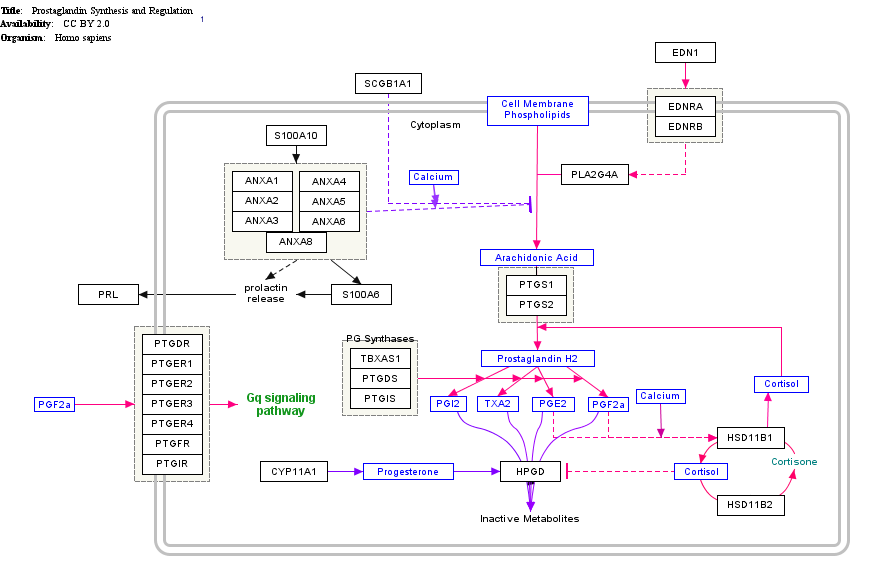 Title: Prostaglandin Synthesis and Regulation
1
Availability: CC BY 2.0
Organism: Homo sapiens
EDN1
SCGB1A1
Cell Membrane
Phospholipids
EDNRA
EDNRB
Cytoplasm
S100A10
PLA2G4A
Calcium
ANXA1
ANXA4
ANXA2
ANXA5
ANXA3
ANXA6
ANXA8
Arachidonic Acid
PTGS1
PTGS2
prolactin
release
PRL
S100A6
PTGDR
PTGER1
PTGER2
PTGER3
PTGER4
PTGFR
PTGIR
PG Synthases
TBXAS1
PTGDS
PTGIS
Prostaglandin H2
Cortisol
PGF2a
Gq signaling
pathway
PGI2
TXA2
PGE2
PGF2a
Calcium
HSD11B1
Cortisone
CYP11A1
Progesterone
HPGD
Cortisol
HSD11B2
Inactive Metabolites